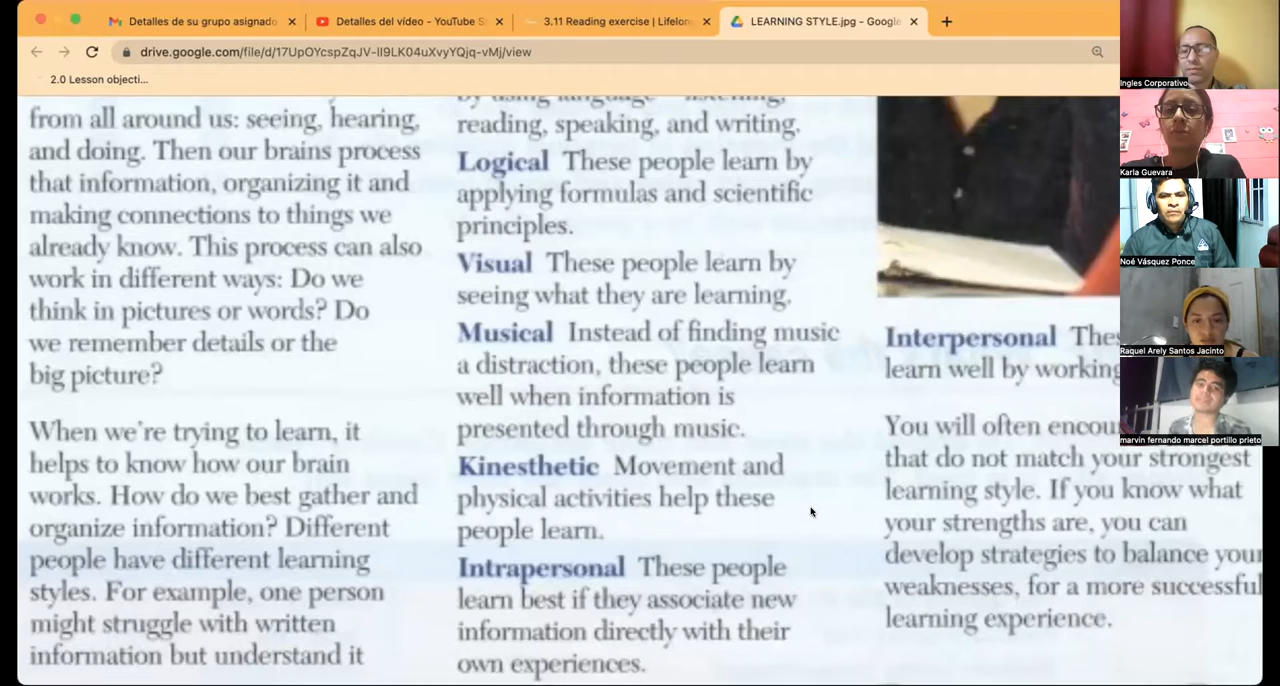 Detalles de su grupo asignado
Detalles del vídeo - YouTube S
3.11 Reading exercise | Lifelon
LEARNING STYLE.jpg - Google
drive.google.com/file/d/17UpOYcspZqJV-lI9LK04uXvyYQjq-vMj/view
2.0 Lesson objecti...
from all around us: seeing, hearing,
and doing. Then our brains process
that information, organizing it and
making connections to things we
already know. This process can also
work in different ways: Do we
think in pictures or words? Do
we remember details or the
big picture?
When we're trying to learn, it
helps to know how our brain
works. How do we best gather and
organize information? Different
people have different learning
styles. For example, one person
might struggle with written
information but understand it
by using language listening,
reading, speaking, and writing.
Logical These people learn by
applying formulas and scientific
principles.
Visual These people learn by
seeing what they are learning.
Musical Instead of finding music
a distraction, these people learn
well when information is
presented through music.
Kinesthetic Movement and
physical activities help these
people learn.
Intrapersonal These people
learn best if they associate new
information directly with their
own experiences.
Interpersonal Thes
learn well by working
You will often encou
that do not match your strongest
learning style. If you know what
your strengths are, you can
develop strategies to balance your
weaknesses, for a more successful
learning experience.
Ingles Corporativo
Karla Guevara
Noé Vásquez Ponce
Raquel Arely Santos Jacinto
marvin fernando marcel portillo prieto